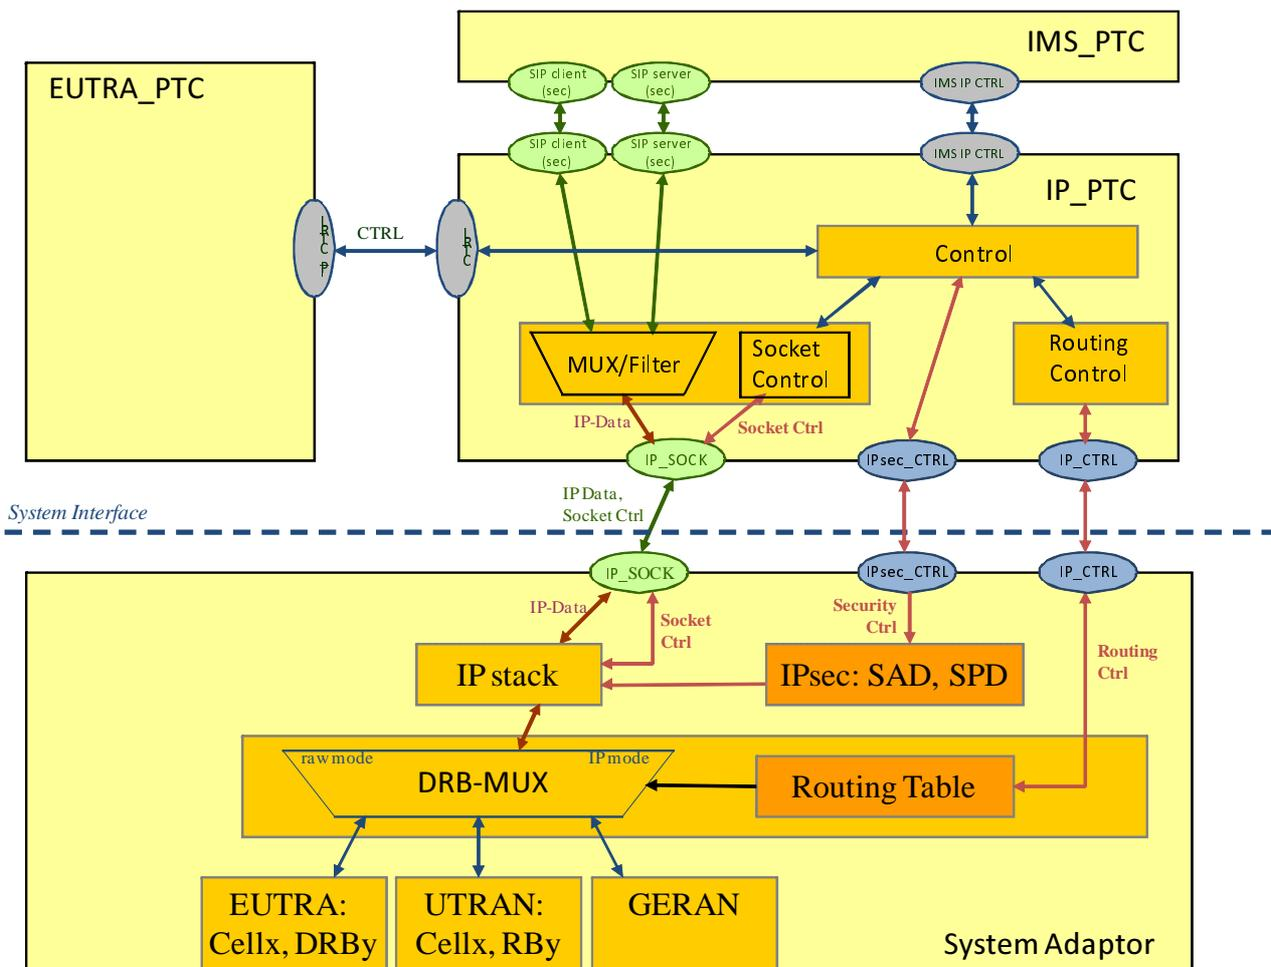 IMS_PTC
EUTRA_PTC
SIP client
(sec)
SIP server
(sec)
IMS IP CTRL
SIP client
(sec)
SIP server
(sec)
IMS IP CTRL
IP_PTC
CTRL
Control
MUX/Filter
Socket
Control
Routing
Control
IP-Data
Socket Ctrl
IP_SOCK
IPsec_CTRL
IP_CTRL
IP Data,
Socket Ctrl
System Interface
IP_SOCK
IPsec_CTRL
IP_CTRL
IP-Data
Socket
Ctrl
Security
Ctrl
Routing
Ctrl
IP stack
IPsec: SAD, SPD
raw mode
IP mode
DRB-MUX
Routing Table
EUTRA:
Cellx, DRBy
UTRAN:
Cellx, RBy
GERAN
System Adaptor